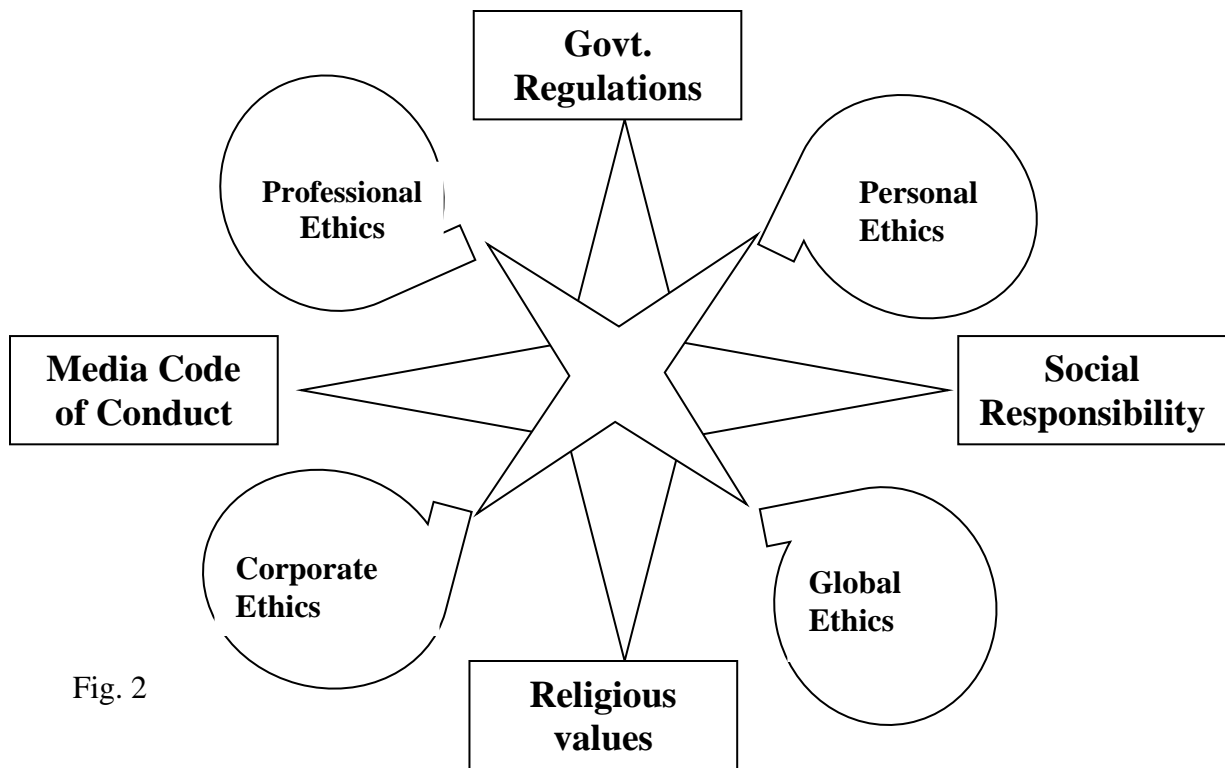 Govt.
Regulations
Professional
Ethics
Personal
Ethics
Media Code
of Conduct
Social
Responsibility
Corporate
Ethics
Global
Ethics
Fig. 2
Religious
values